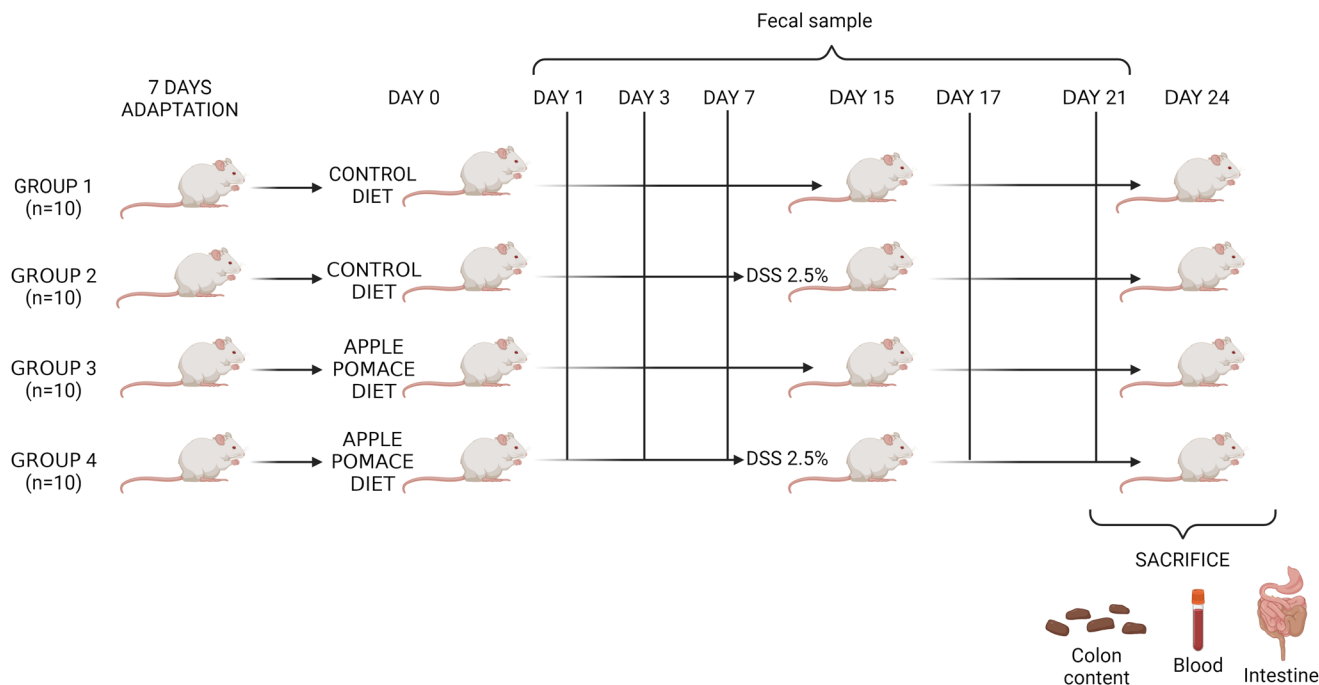 Fecal sample
7 DAYS
ADAPTATION
DAY 0
DAY 1
DAY 3
DAY 7
DAY 15
DAY 17
DAY 21
DAY 24
GROUP 1
(n=10)
CONTROL
DIET
GROUP 2
(n=10)
CONTROL
DIET
DSS 2.5%
GROUP 3
(n=10)
APPLE
POMACE
DIET
GROUP 4
(n=10)
APPLE
POMACE
DIET
DSS 2.5%
SACRIFICE
Colon
content
Blood
Intestine